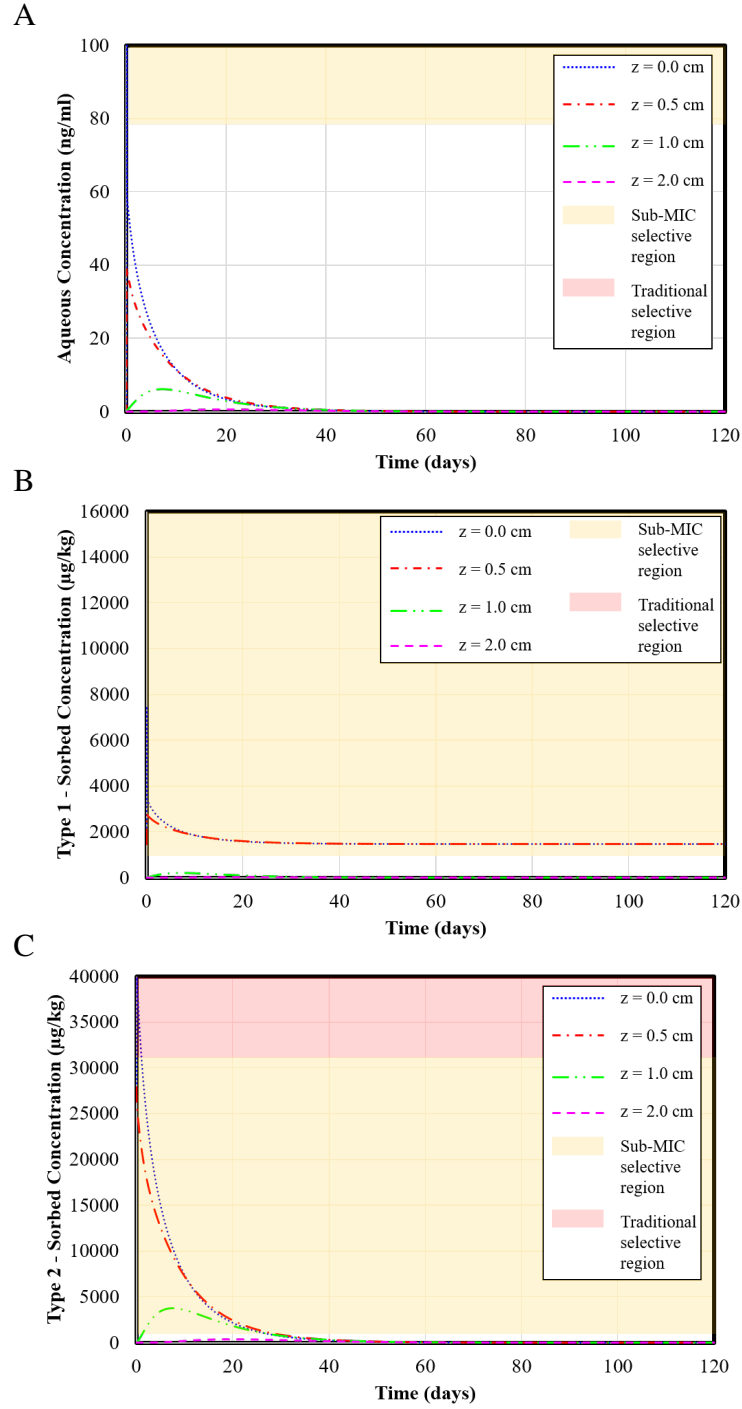 A
100
80
60
40
20
0
Aqueous Concentration (ng/ml)
0 20 40 60 80 100 120
Time (days)
z = 0.0 cm
z = 0.5 cm
z = 1.0 cm
z = 2.0 cm
Sub-MIC
selective
region
Traditional
selective
region
B
16000
14000
12000
10000
8000
6000
4000
2000
0
Type 1 - Sorbed Concentration (µg/kg)
0 20 40 60 80 100 120
Time (days)
z = 0.0 cm
z = 0.5 cm
z = 1.0 cm
z = 2.0 cm
Sub-MIC
selective
region
Traditional
selective
region
C
40000
35000
30000
25000
20000
15000
10000
5000
0
Type 2 - Sorbed Concentration (µg/kg)
0 20 40 60 80 100 120
Time (days)
z = 0.0 cm
z = 0.5 cm
z = 1.0 cm
z = 2.0 cm
Sub-MIC
selective
region
Traditional
selective
region